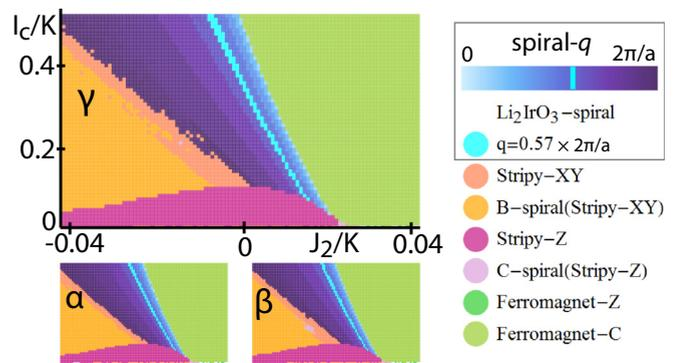 I_c/K
0.4
0.2
0
-0.04
0
J₂/K
0.04
γ
α
β
spiral-q
0
2π/a
Li₂IrO₃−spiral
q=0.57 × 2π/a
Stripy−XY
B−spiral(Stripy−XY)
Stripy−Z
C−spiral(Stripy−Z)
Ferromagnet−Z
Ferromagnet−C